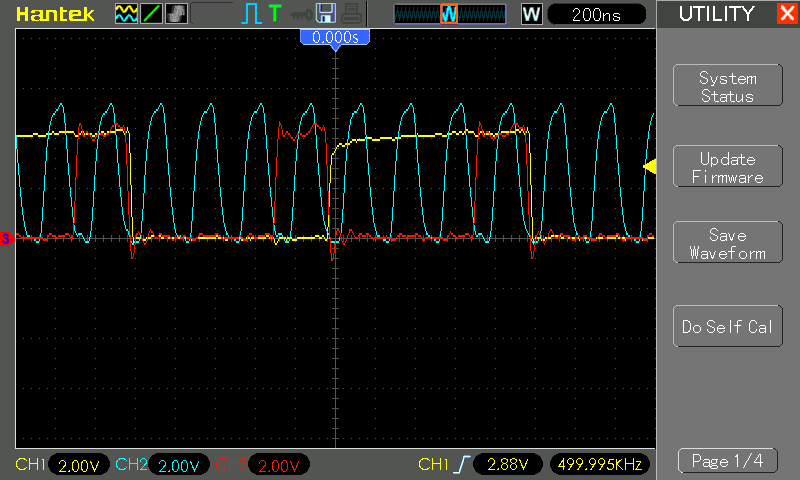 Hantek
T
W
200ns
UTILITY
0.000s
System
Status
Update
Firmware
Save
Waveform
Do Self Cal
3
CH1 2.00V CH2 2.00V CH3 2.00V CH1 2.88V 499.995KHz
Page 1/4